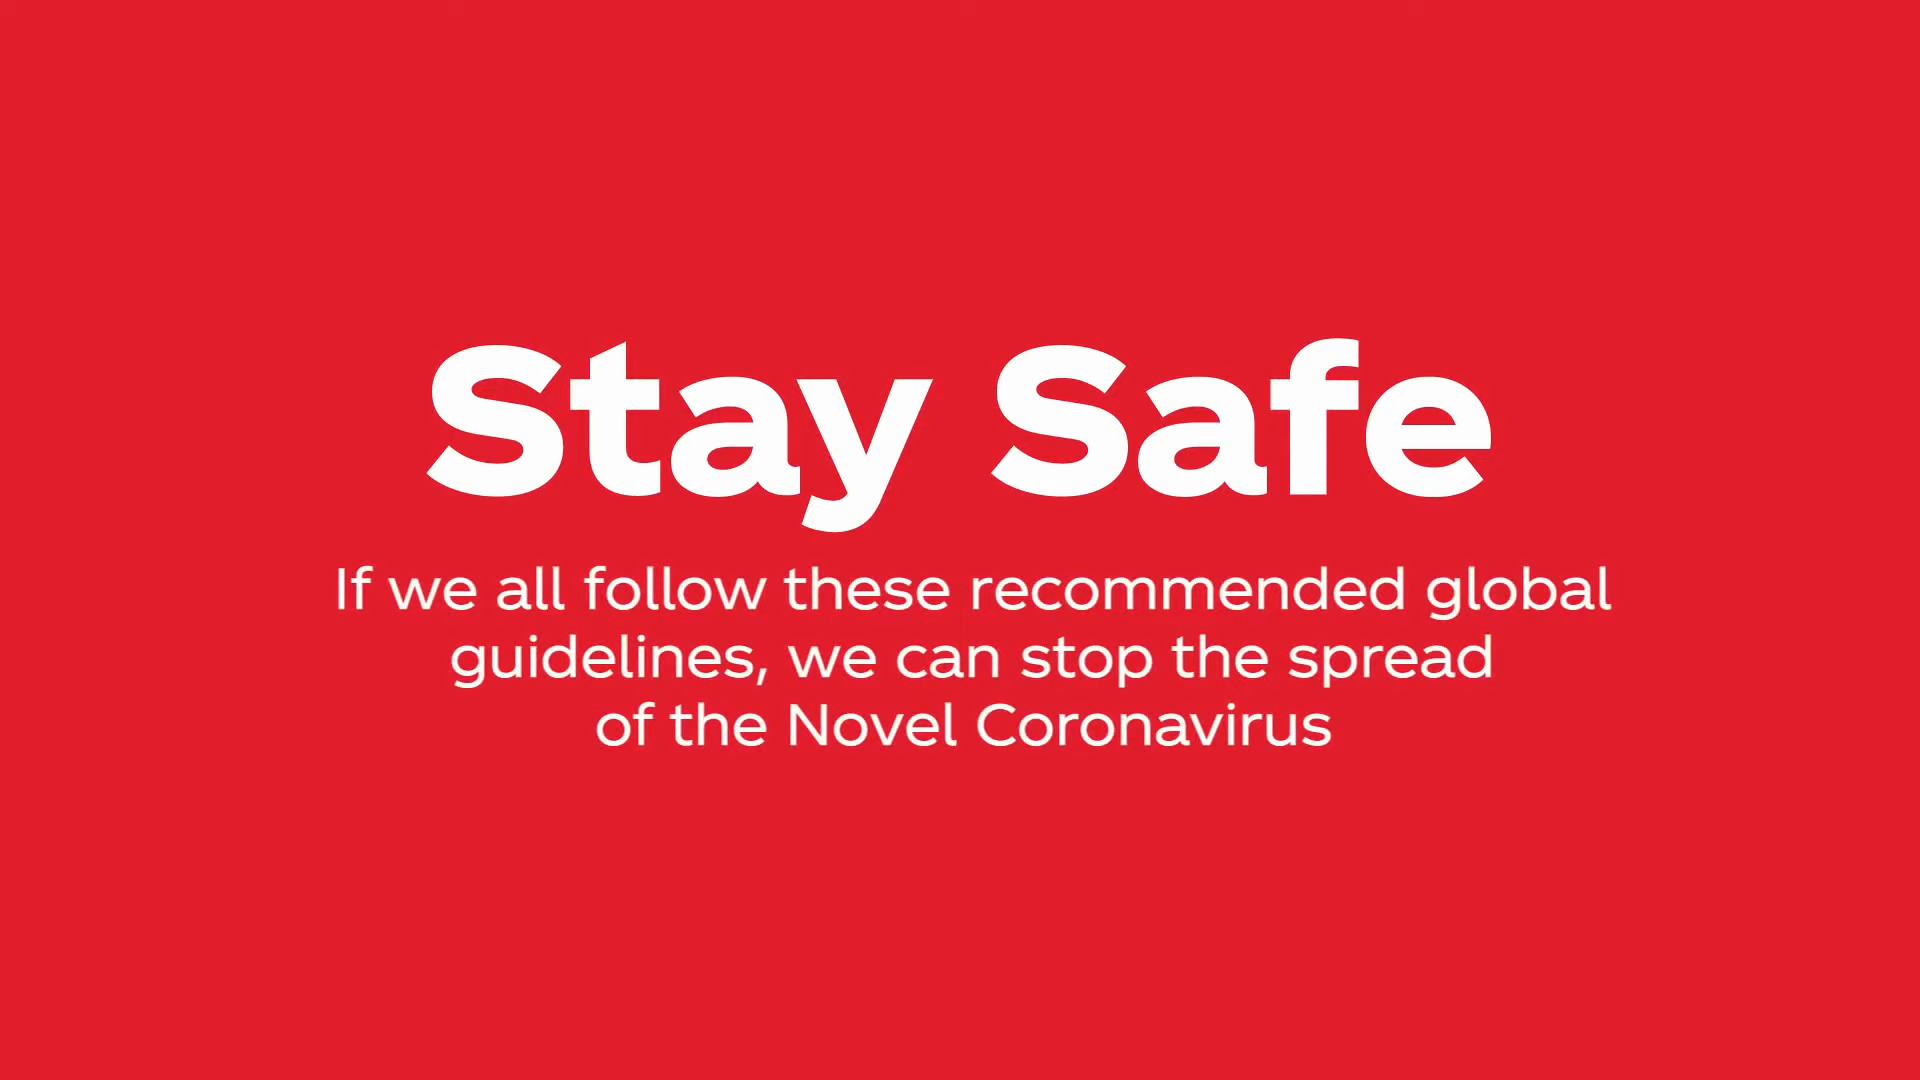 Stay Safe
If we all follow these recommended global
guidelines, we can stop the spread
of the Novel Coronavirus